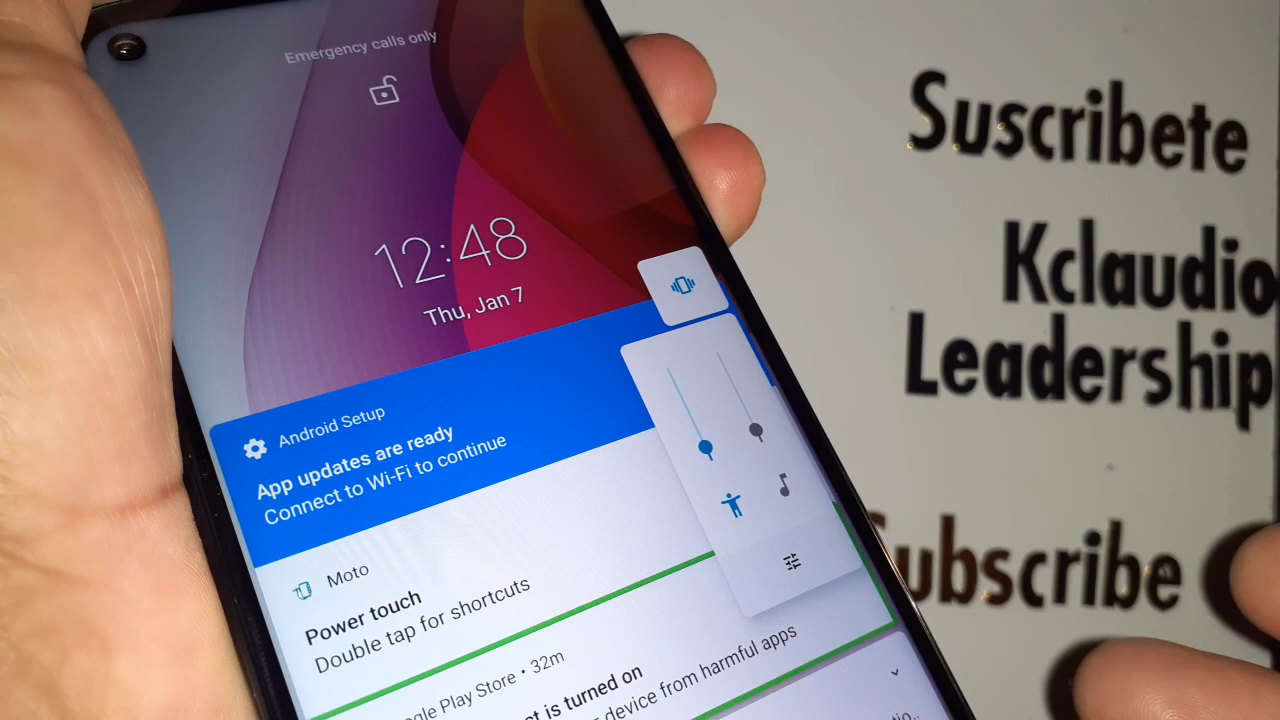 Emergency calls only
12:48
Thu, Jan 7
Android Setup
App updates are ready
Connect to Wi-Fi to continue
Moto
Power touch
Double tap for shortcuts
Play Store • 32m
is turned on
device from harmful apps
Suscribete
Kclaudio
Leadership
Subscribe